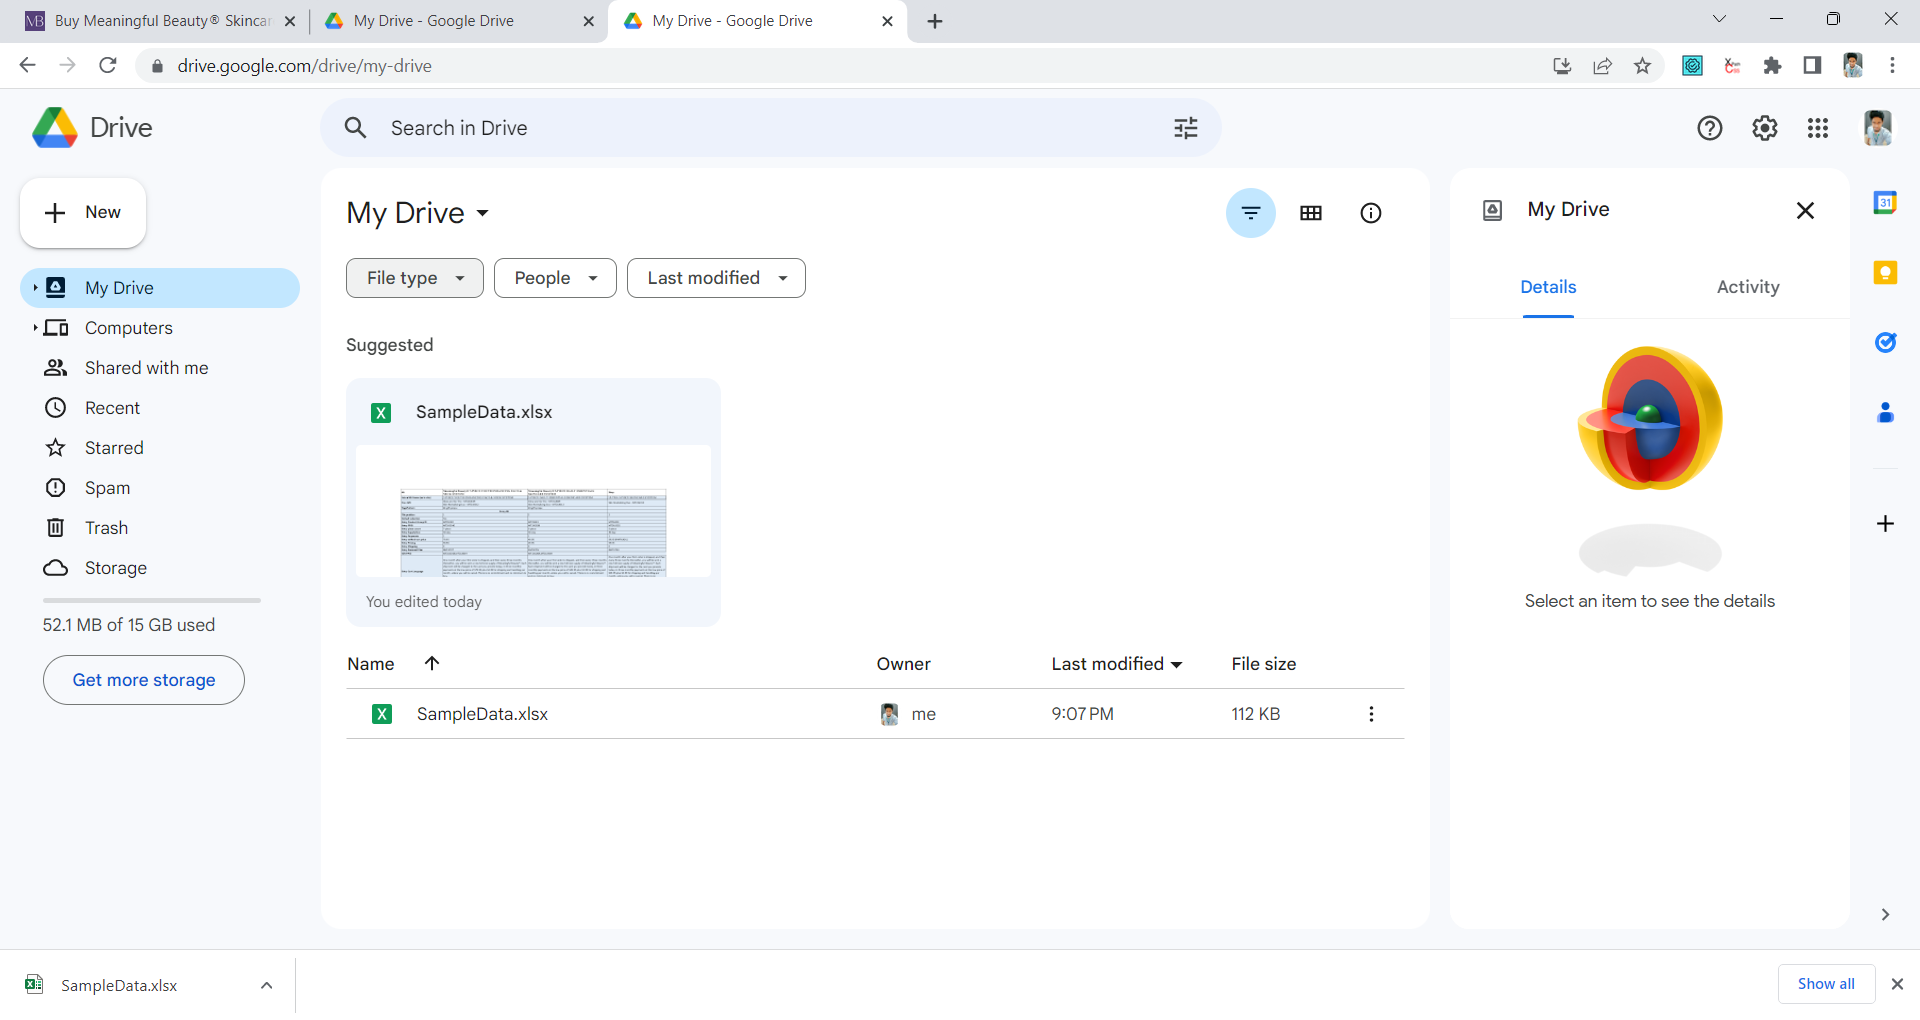 MB Buy Meaningful Beauty® Skincar
My Drive - Google Drive
My Drive - Google Drive
drive.google.com/drive/my-drive
Drive
Search in Drive
New
My Drive
Computers
Shared with me
Recent
Starred
Spam
Trash
Storage
52.1 MB of 15 GB used
Get more storage
My Drive
File type
People
Last modified
Suggested
X SampleData.xlsx
You edited today
Name
Owner
Last modified
File size
X SampleData.xlsx
me
9:07 PM
112 KB
My Drive
Details
Activity
Select an item to see the details
31
SampleData.xlsx
Show all